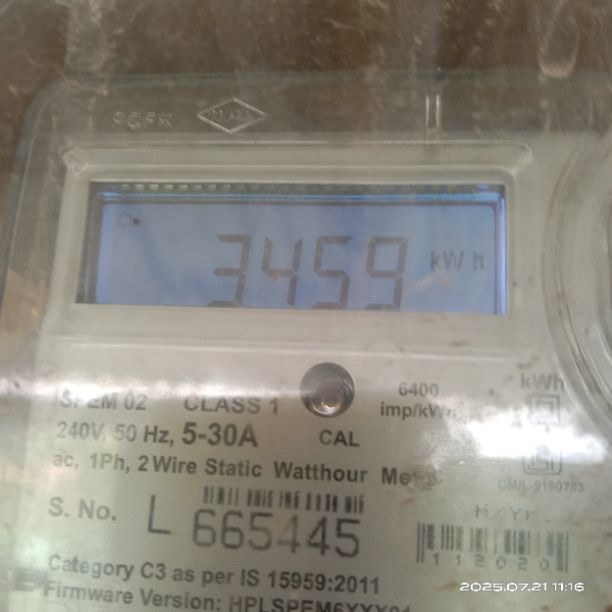 3459 kWh
SPEM 02 CLASS 1 6400 imp/kWh kWh
240V, 50 Hz, 5-30A CAL
ac, 1Ph, 2 Wire Static Watthour
CM/L-9190783
S. No. L 665445 M/Yr.
112020
Category C3 as per IS 15959:2011
Firmware Version:
2025.07.21 11:16